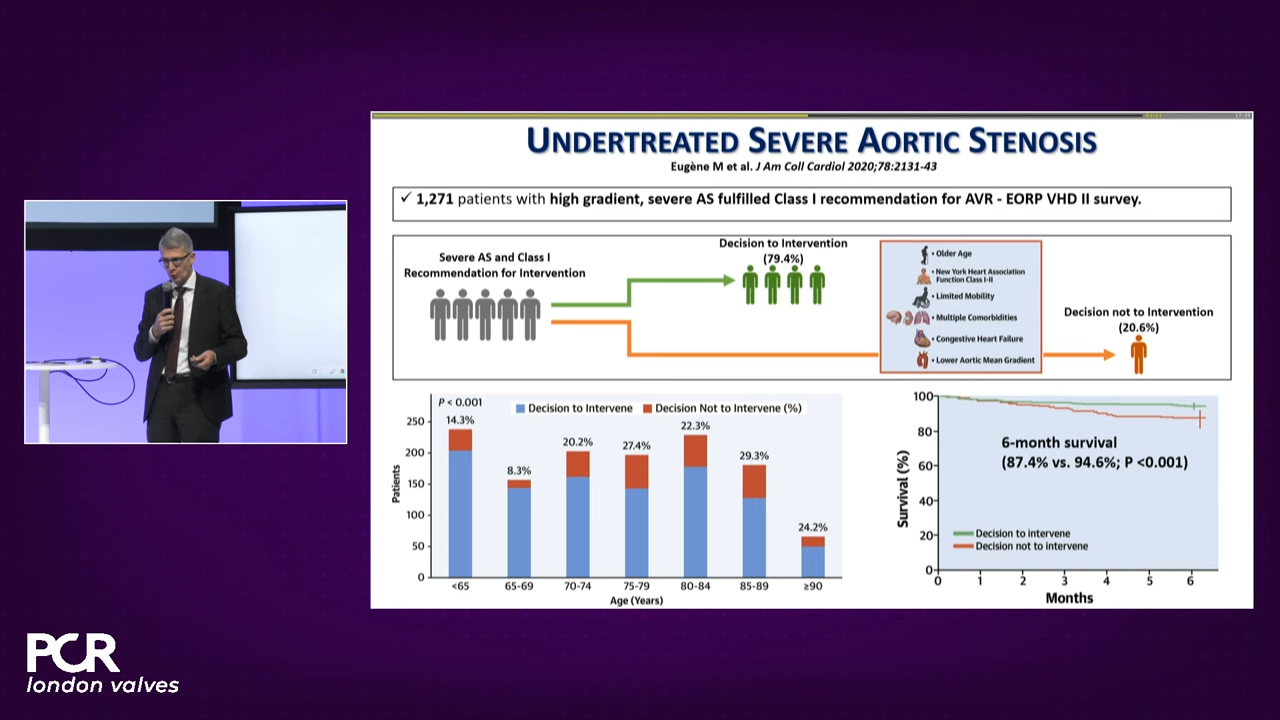 UNDERTREATED SEVERE AORTIC STENOSIS
Eugène M et al. J Am Coll Cardiol 2020;78:2131-43
✓ 1,271 patients with high gradient, severe AS fulfilled Class I recommendation for AVR - EORP VHD II survey.
Severe AS and Class I
Recommendation for Intervention
Decision to Intervention
(79.4%)
• Older Age
• New York Heart Association
Function Class I-II
• Limited Mobility
• Multiple Comorbidities
• Congestive Heart Failure
• Lower Aortic Mean Gradient
Decision not to Intervention
(20.6%)
P < 0.001
Decision to Intervene
Decision Not to Intervene (%)
Patients
250
200
150
100
50
0
14.3%
8.3%
20.2%
27.4%
22.3%
29.3%
24.2%
<65
65-69
70-74
75-79
80-84
85-89
≥90
Age (Years)
Survival (%)
100
80
60
40
20
0
6-month survival
(87.4% vs. 94.6%; P <0.001)
Decision to intervene
Decision not to intervene
0
1
2
3
4
5
6
Months
PCR
london valves